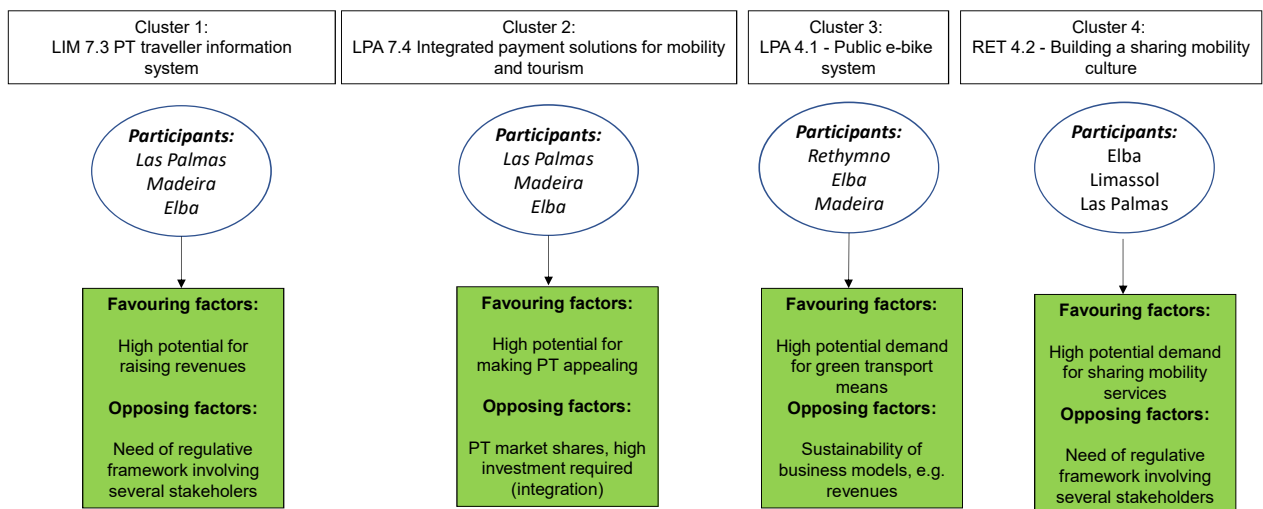 Cluster 1:
LIM 7.3 PT traveller information
system
Participants:
Las Palmas
Madeira
Elba
Favouring factors:
High potential for
raising revenues
Opposing factors:
Need of regulative
framework involving
several stakeholers
Cluster 2:
LPA 7.4 Integrated payment solutions for mobility
and tourism
Participants:
Las Palmas
Madeira
Elba
Favouring factors:
High potential for
making PT appealing
Opposing factors:
PT market shares, high
investment required
(integration)
Cluster 3:
LPA 4.1 - Public e-bike
system
Participants:
Rethymno
Elba
Madeira
Favouring factors:
High potential demand
for green transport
means
Opposing factors:
Sustainability of
business models, e.g.
revenues
Cluster 4:
RET 4.2 - Building a sharing mobility
culture
Participants:
Elba
Limassol
Las Palmas
Favouring factors:
High potential demand
for sharing mobility
services
Opposing factors:
Need of regulative
framework involving
several stakeholders